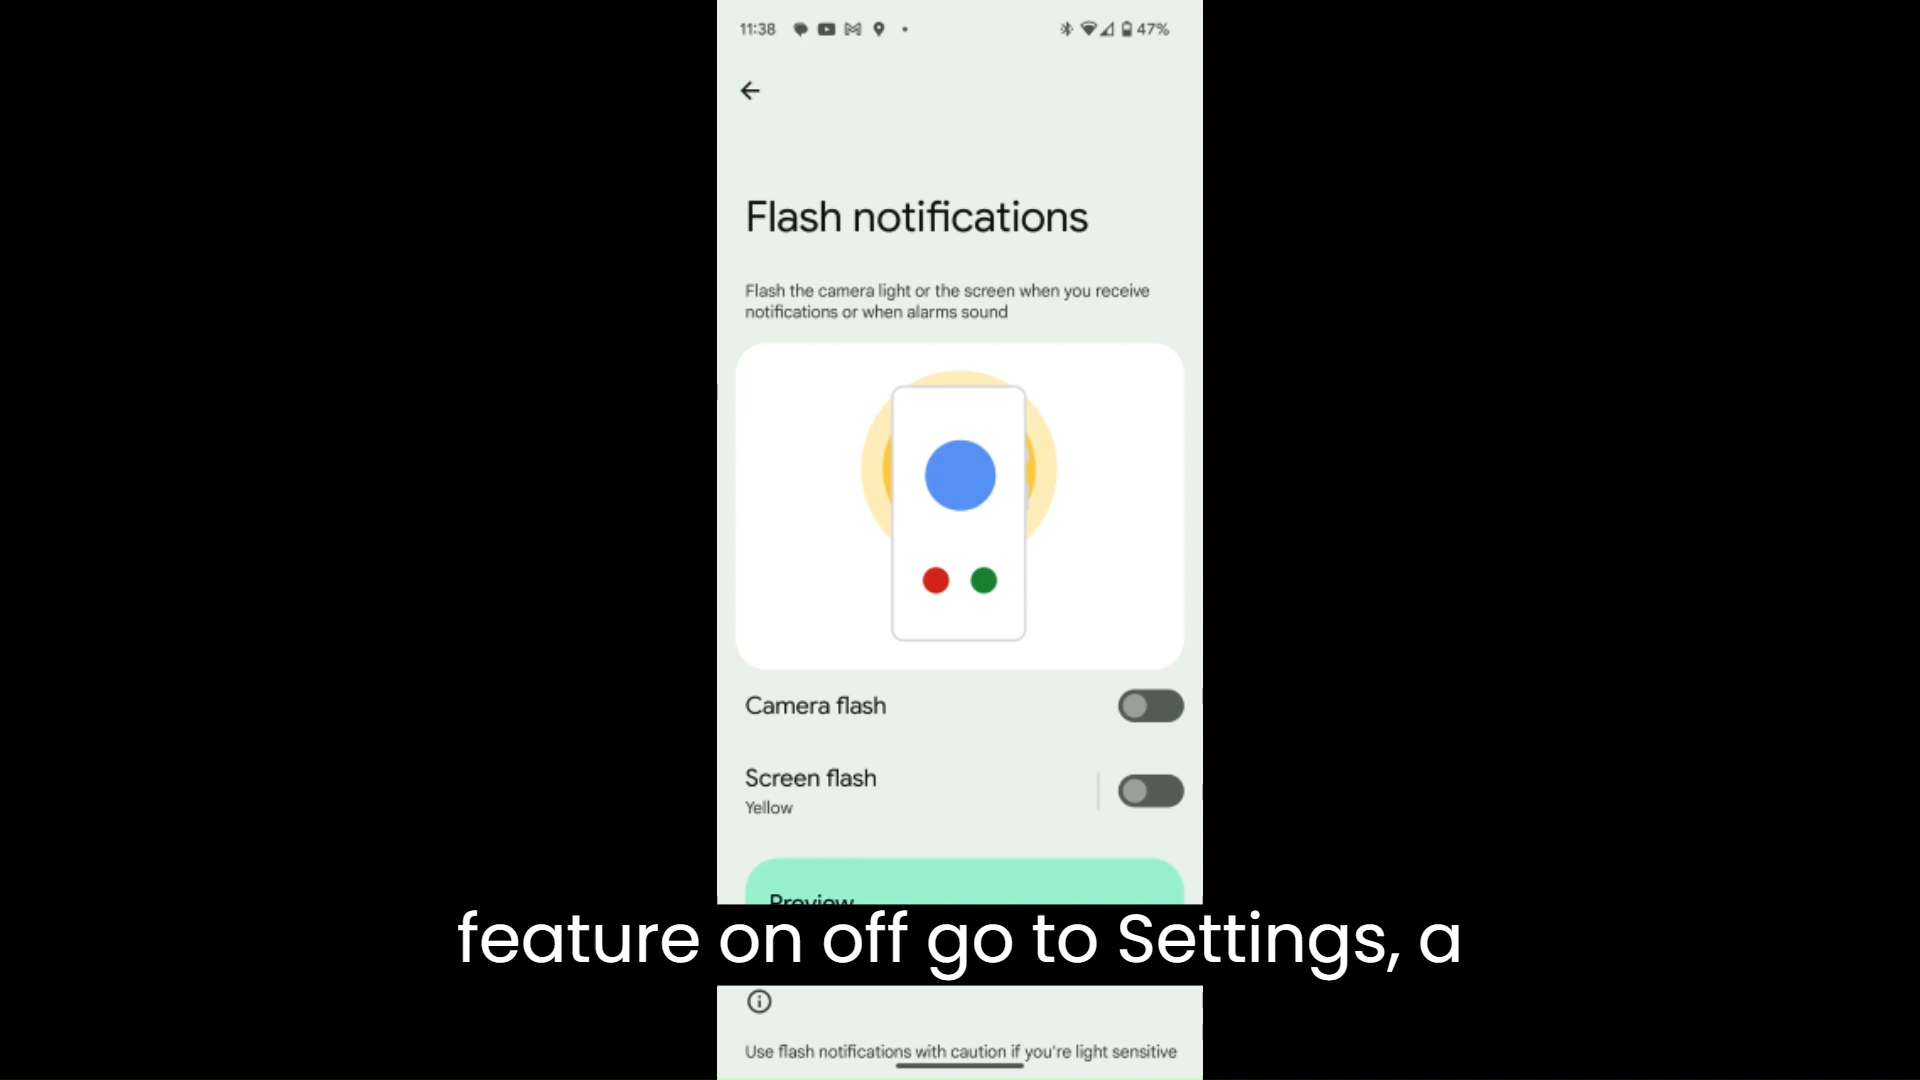 11:38
47%
Flash notifications
Flash the camera light or the screen when you receive
notifications or when alarms sound
Camera flash
Screen flash
Yellow
Preview
feature on off go to Settings, a
Use flash notifications with caution if you're light sensitive